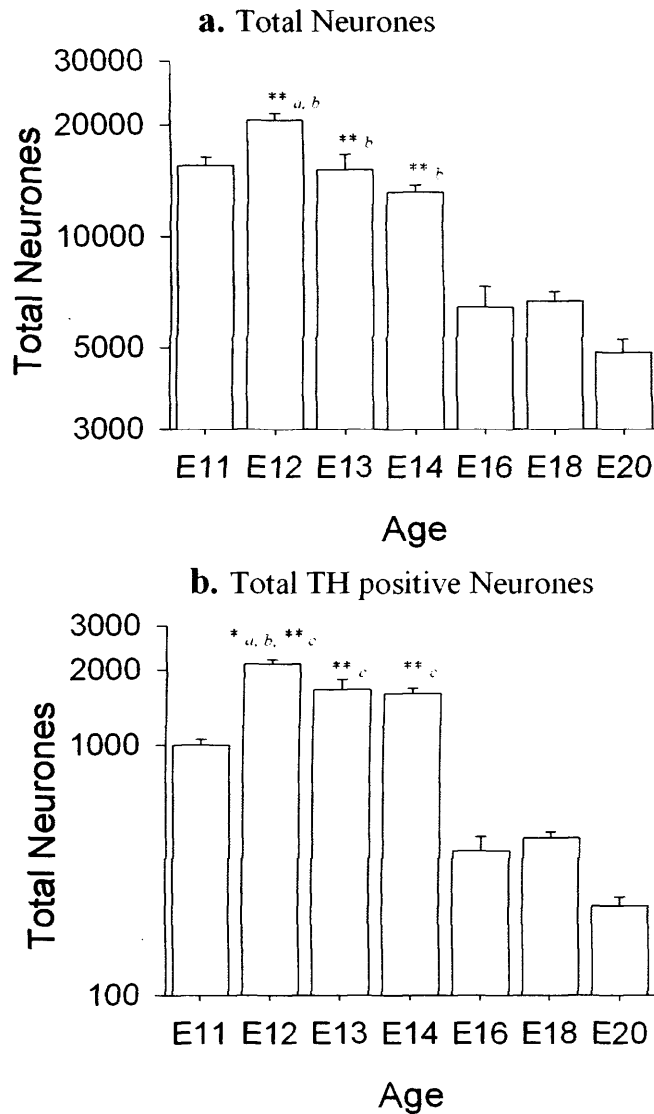 a. Total Neurones
30000
20000
10000
5000
3000
Total Neurones
** a, b
** b
** b
E11 E12 E13 E14 E16 E18 E20
Age
b. Total TH positive Neurones
3000
2000
1000
100
Total Neurones
* a, b, ** c
** c
** c
E11 E12 E13 E14 E16 E18 E20
Age